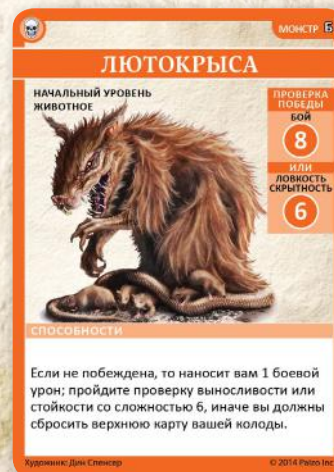 МОНСТР Б
ЛЮТОКРЫСА
НАЧАЛЬНЫЙ УРОВЕНЬ
ЖИВОТНОЕ
ПРОВЕРКА
ПОБЕДЫ
БОЙ
8
ИЛИ
ЛОВКОСТЬ
СКРЫТНОСТЬ
6
СПОСОБНОСТИ
Если не побеждена, то наносит вам 1 боевой
урон; пройдите проверку выносливости или
стойкости со сложностью 6, иначе вы должны
сбросить верхнюю карту вашей колоды.
Художник: Дин Спенсер
© 2014 Paizo Inc